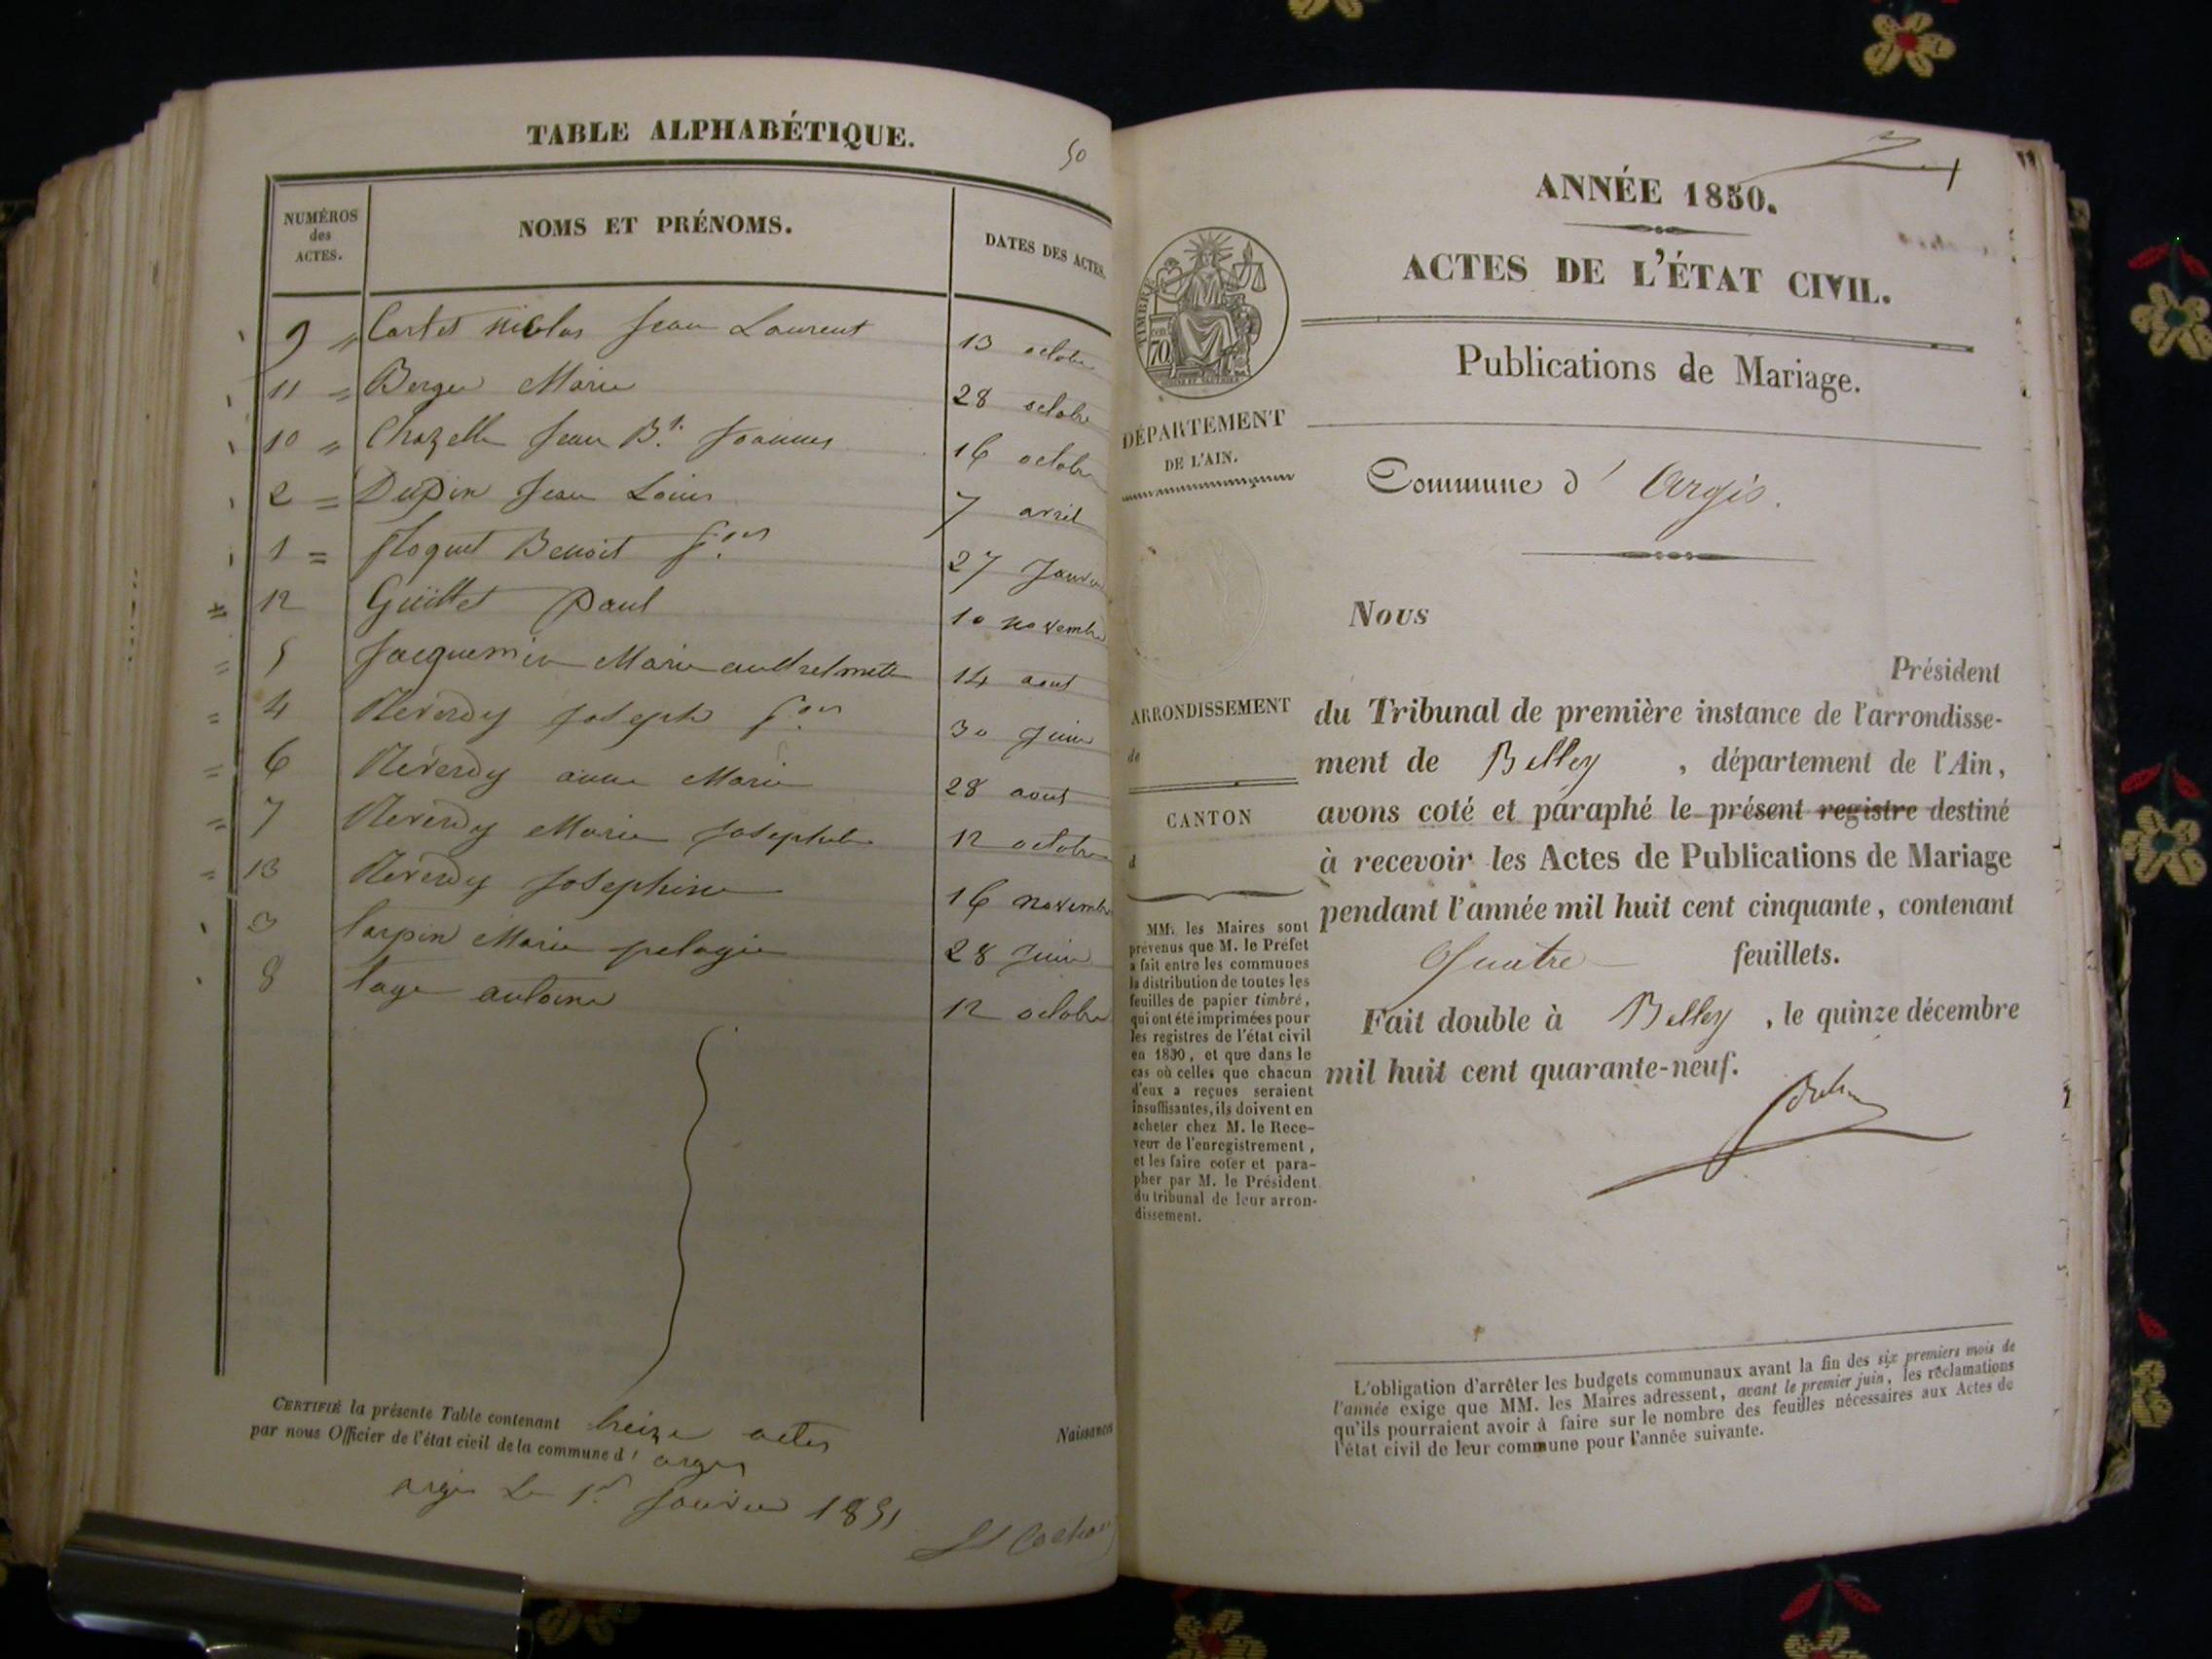 TABLE ALPHABÉTIQUE.
50
NUMÉROS
des
ACTES.
NOMS ET PRÉNOMS.
DATES DES ACTES.
9 Nicolas Jean Laurent 13 octobre
11 Marie 28 octobre
10 Chazelle Jean Bt. 16 octobre
2 Dupin Jean Louis 7 avril
1 Floquet Benoit 27 Janvier
12 Guillet Paul 10 novembre
5 Jacquemin Marie 14 aout
4 Réverdy Joseph 30 Juin
6 Réverdy anne Marie 28 aout
7 Réverdy Marie Josephte 12 octobre
13 Réverdy Josephine 16 novembre
3 Marie pelagie 28 Juin
8 antoine 12 octobre
CERTIFIÉ la présente Table contenant treize actes
par nous Officier de l'état civil de la commune d' argis
argis le 1er Janvier 1851
Naissances
1
ANNÉE 1850.
ACTES DE L'ÉTAT CIVIL.
Publications de Mariage.
TIMBRE
70
DÉPARTEMENT
DE L'AIN.
Commune d' Argis.
Nous
Président
ARRONDISSEMENT
de
CANTON
d
du Tribunal de première instance de l'arrondisse-
ment de Belley , département de l'Ain,
avons coté et paraphé le présent registre destiné
à recevoir les Actes de Publications de Mariage
pendant l'année mil huit cent cinquante, contenant
Quatre feuillets.
Fait double à Belley , le quinze décembre
mil huit cent quarante-neuf.
MM. les Maires sont
prévenus que M. le Préfet
a fait entre les communes
la distribution de toutes les
feuilles de papier timbré,
qui ont été imprimées pour
les registres de l'état civil
en 1850, et que dans le
cas où celles que chacun
d'eux a reçues seraient
insuffisantes, ils doivent en
acheter chez M. le Rece-
veur de l'enregistrement,
et les faire coter et para-
pher par M. le Président
du tribunal de leur arron-
dissement.
L'obligation d'arrêter les budgets communaux avant la fin des six premiers mois de
l'année exige que MM. les Maires adressent, avant le premier juin, les réclamations
qu'ils pourraient avoir à faire sur le nombre des feuilles nécessaires aux Actes de
l'état civil de leur commune pour l'année suivante.